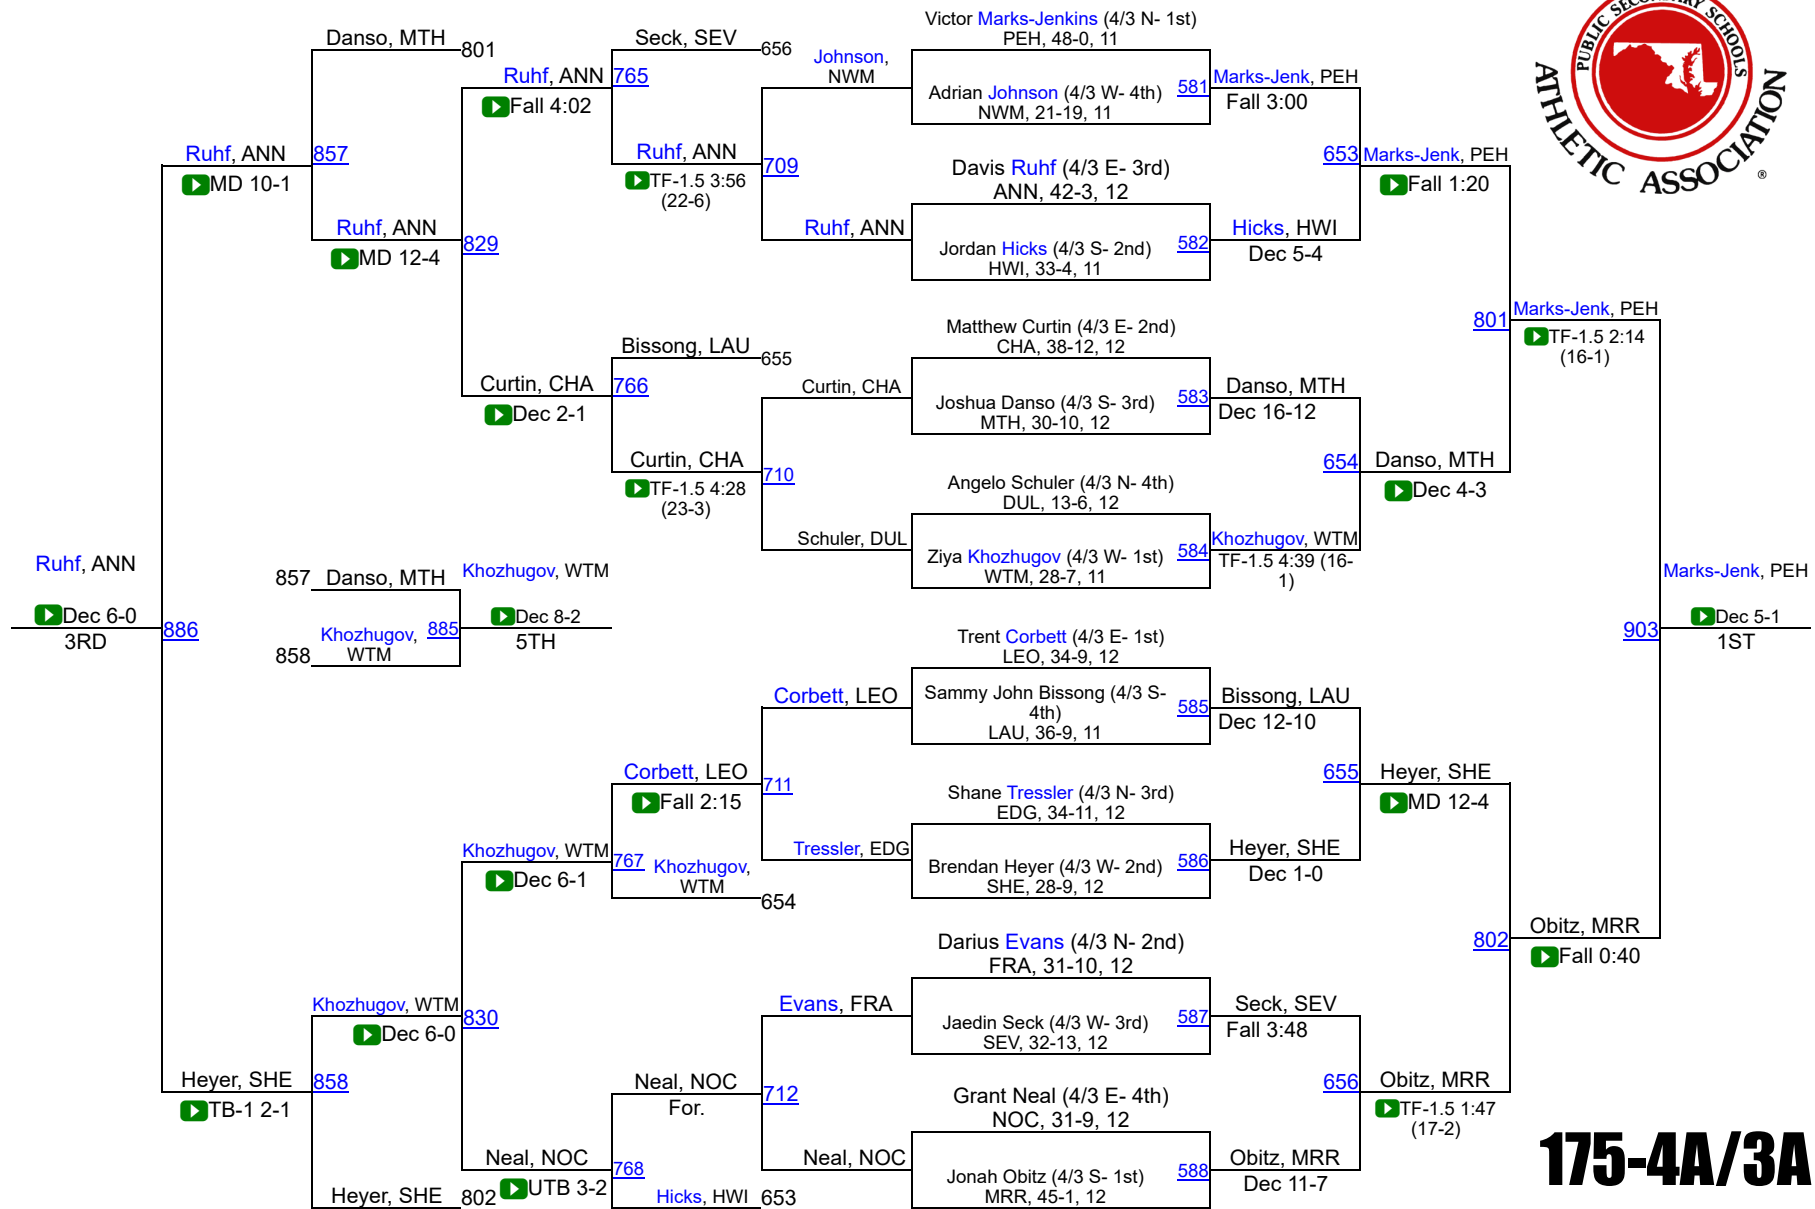 PUBLIC SECONDARY SCHOOLS
ATHLETIC ASSOCIATION
®
Danso, MTH
801
Ruhf, ANN
MD 10-1
857
Ruhf, ANN
MD 12-4
Ruhf, ANN
Fall 4:02
829
Curtin, CHA
Dec 2-1
Seck, SEV
656
765
Ruhf, ANN
TF-1.5 3:56
(22-6)
Bissong, LAU
655
766
Curtin, CHA
TF-1.5 4:28
(23-3)
Johnson,
NWM
709
Ruhf, ANN
Curtin, CHA
710
Schuler, DUL
Victor Marks-Jenkins (4/3 N- 1st)
PEH, 48-0, 11
Adrian Johnson (4/3 W- 4th)
NWM, 21-19, 11
581
Davis Ruhf (4/3 E- 3rd)
ANN, 42-3, 12
Jordan Hicks (4/3 S- 2nd)
HWI, 33-4, 11
582
Matthew Curtin (4/3 E- 2nd)
CHA, 38-12, 12
Joshua Danso (4/3 S- 3rd)
MTH, 30-10, 12
583
Angelo Schuler (4/3 N- 4th)
DUL, 13-6, 12
Ziya Khozhugov (4/3 W- 1st)
WTM, 28-7, 11
584
Marks-Jenk, PEH
Fall 3:00
653
Hicks, HWI
Dec 5-4
Danso, MTH
Dec 16-12
654
Khozhugov, WTM
TF-1.5 4:39 (16-
1)
Marks-Jenk, PEH
Fall 1:20
801
Danso, MTH
Dec 4-3
Marks-Jenk, PEH
TF-1.5 2:14
(16-1)
Ruhf, ANN
Dec 6-0
3RD
886
857
Danso, MTH
Khozhugov,
WTM
885
858
Khozhugov, WTM
Dec 8-2
5TH
903
Marks-Jenk, PEH
Dec 5-1
1ST
Heyer, SHE
TB-1 2-1
858
Khozhugov, WTM
Dec 6-0
Heyer, SHE
802
Khozhugov, WTM
Dec 6-1
830
Neal, NOC
UTB 3-2
Corbett, LEO
Fall 2:15
767
Khozhugov,
WTM
654
Neal, NOC
For.
768
Hicks, HWI
653
Corbett, LEO
711
Tressler, EDG
Evans, FRA
712
Neal, NOC
Trent Corbett (4/3 E- 1st)
LEO, 34-9, 12
Sammy John Bissong (4/3 S-
4th)
LAU, 36-9, 11
585
Shane Tressler (4/3 N- 3rd)
EDG, 34-11, 12
Brendan Heyer (4/3 W- 2nd)
SHE, 28-9, 12
586
Darius Evans (4/3 N- 2nd)
FRA, 31-10, 12
Jaedin Seck (4/3 W- 3rd)
SEV, 32-13, 12
587
Grant Neal (4/3 E- 4th)
NOC, 31-9, 12
Jonah Obitz (4/3 S- 1st)
MRR, 45-1, 12
588
Bissong, LAU
Dec 12-10
655
Heyer, SHE
Dec 1-0
Seck, SEV
Fall 3:48
656
Obitz, MRR
Dec 11-7
Heyer, SHE
MD 12-4
802
Obitz, MRR
TF-1.5 1:47
(17-2)
Obitz, MRR
Fall 0:40
175-4A/3A